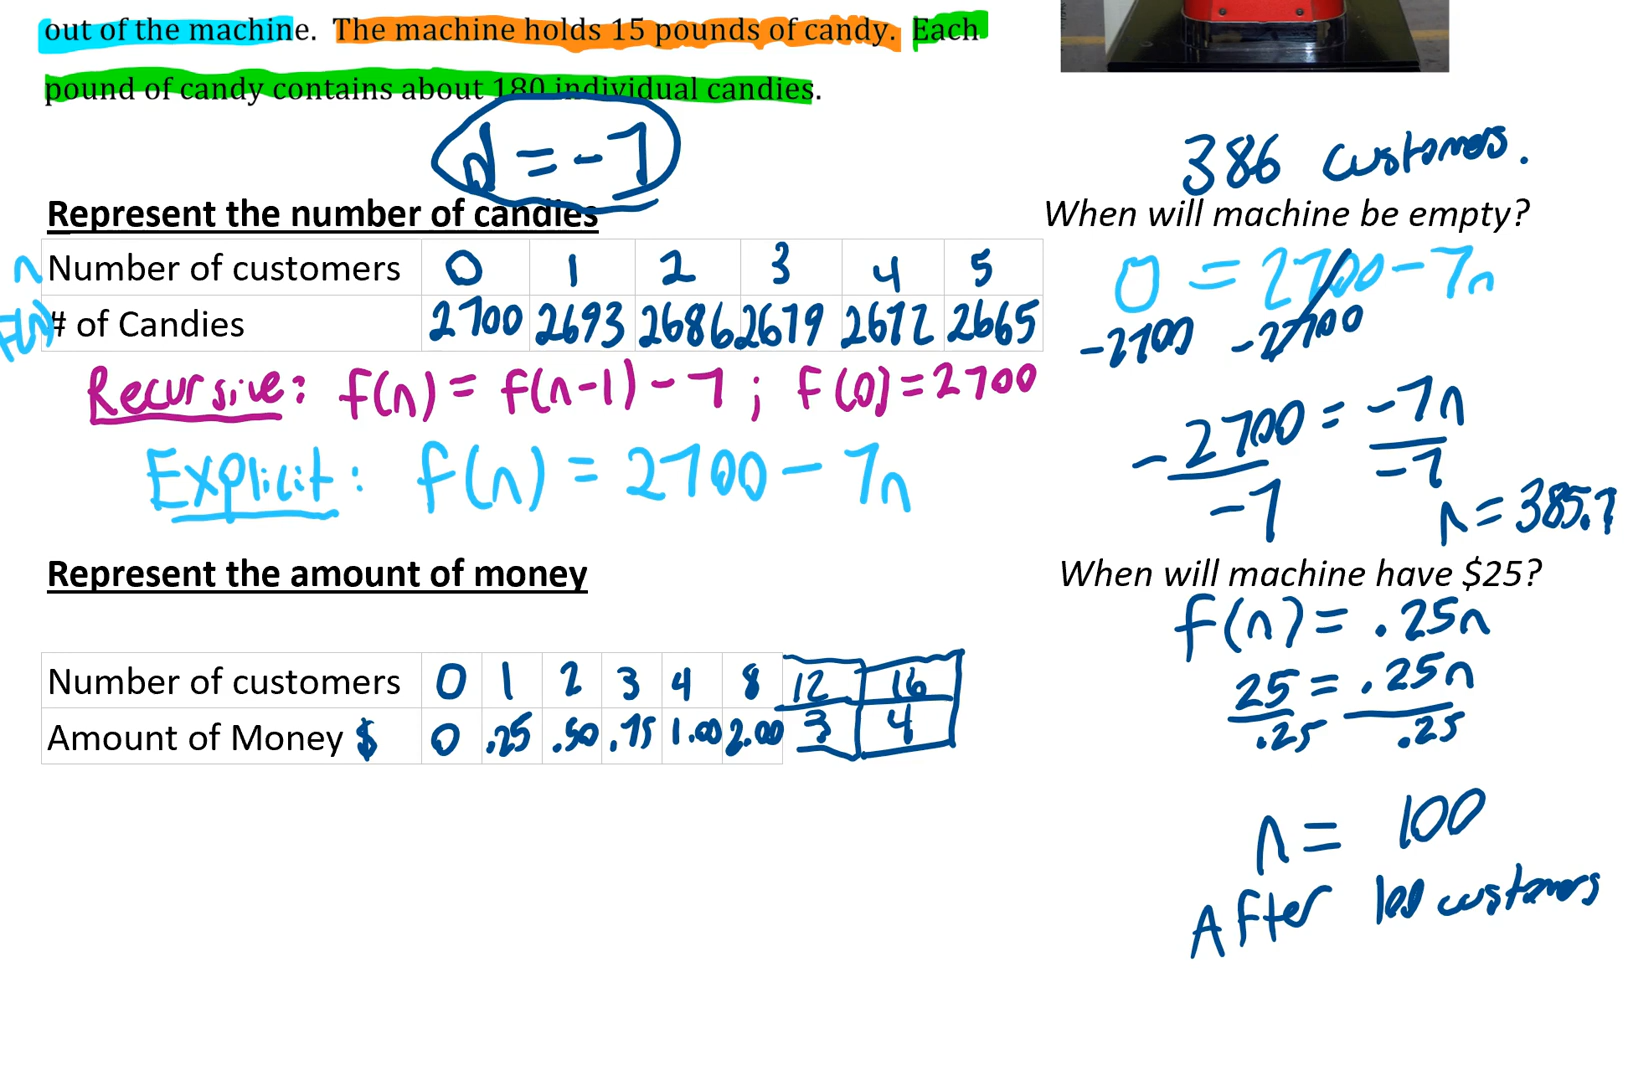 out of the machine. The machine holds 15 pounds of candy. Each
pound of candy contains about 180 individual candies.
d = -7
386 customers.
Represent the number of candies
When will machine be empty?
n Number of customers 0 1 2 3 4 5
f(n) # of Candies 2700 2693 2686 2679 2672 2665
0 = 2700 - 7n
-2700 -2700
Recursive: f(n) = f(n-1) - 7 ; f(0) = 2700
-2700 = -7n
-7 -7
Explicit: f(n) = 2700 - 7n
n = 385.7
Represent the amount of money
When will machine have $25?
f(n) = .25n
Number of customers 0 1 2 3 4 8 12 16
Amount of Money $ 0 .25 .50 .75 1.00 2.00 3 4
25 = .25n
.25 .25
n = 100
After 100 customers